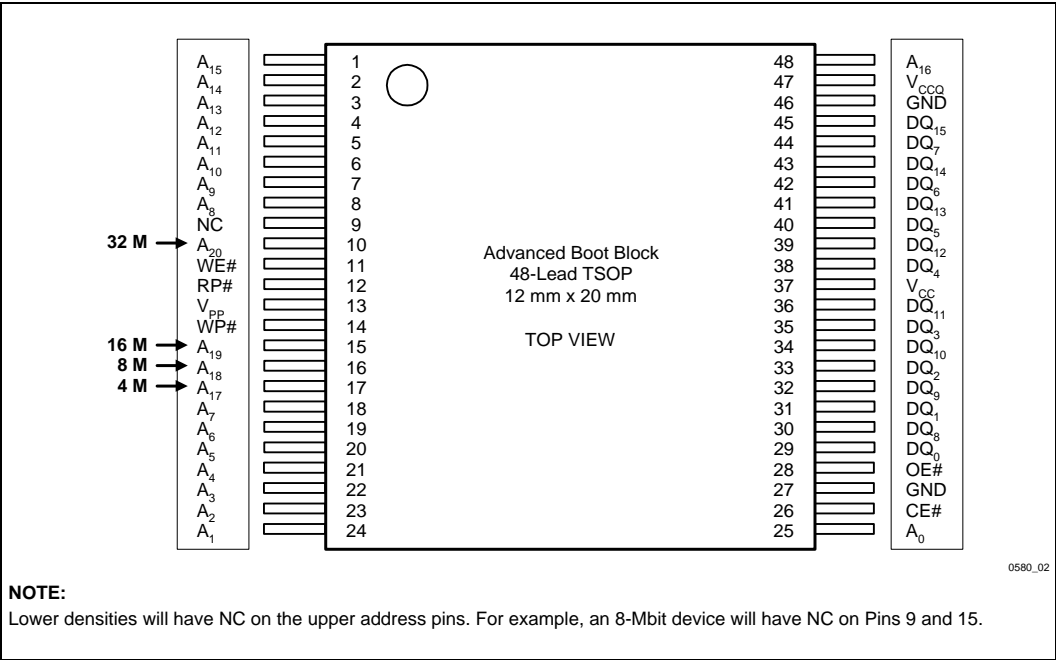 A15 1 48 A16
A14 2 47 VCCQ
A13 3 46 GND
A12 4 45 DQ15
A11 5 44 DQ7
A10 6 43 DQ14
A9 7 42 DQ6
A8 8 41 DQ13
NC 9 40 DQ5
32 M A20 10 39 DQ12
WE# 11 38 DQ4
RP# 12 37 VCC
VPP 13 36 DQ11
WP# 14 35 DQ3
16 M A19 15 34 DQ10
8 M A18 16 33 DQ2
4 M A17 17 32 DQ9
A7 18 31 DQ1
A6 19 30 DQ8
A5 20 29 DQ0
A4 21 28 OE#
A3 22 27 GND
A2 23 26 CE#
A1 24 25 A0
Advanced Boot Block
48-Lead TSOP
12 mm x 20 mm
TOP VIEW
0580_02
NOTE:
Lower densities will have NC on the upper address pins. For example, an 8-Mbit device will have NC on Pins 9 and 15.